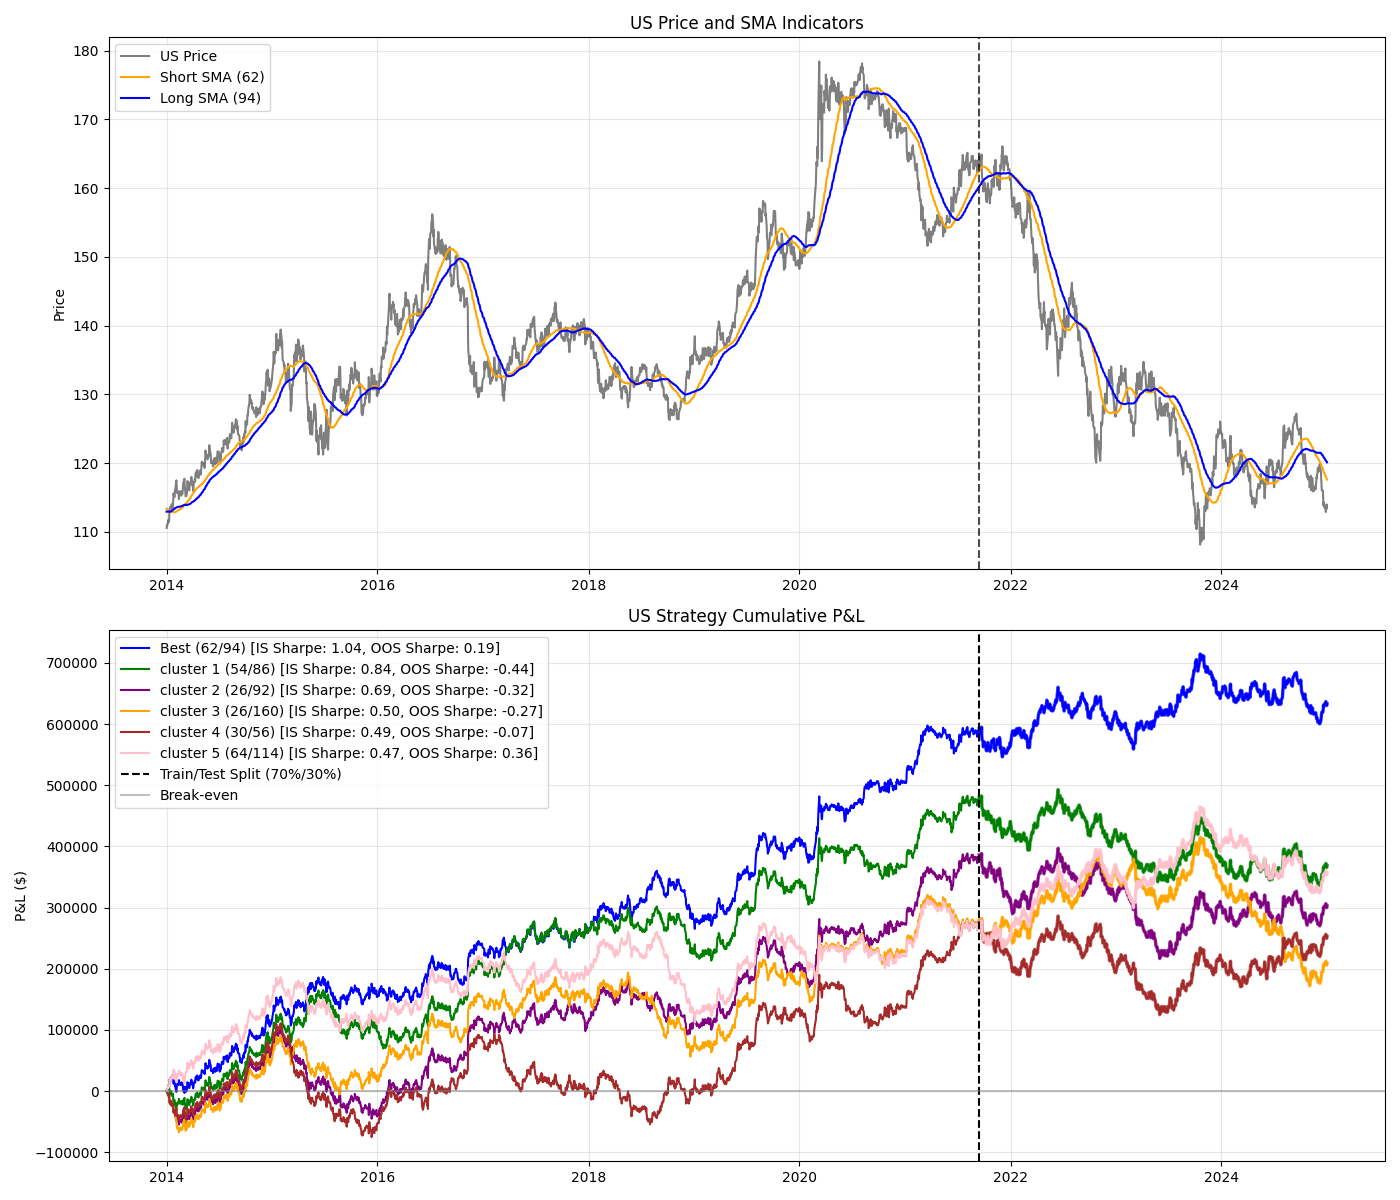 US Price and SMA Indicators
US Price
Short SMA (62)
Long SMA (94)
Price
180
170
160
150
140
130
120
110
2014
2016
2018
2020
2022
2024
US Strategy Cumulative P&L
Best (62/94) [IS Sharpe: 1.04, OOS Sharpe: 0.19]
cluster 1 (54/86) [IS Sharpe: 0.84, OOS Sharpe: -0.44]
cluster 2 (26/92) [IS Sharpe: 0.69, OOS Sharpe: -0.32]
cluster 3 (26/160) [IS Sharpe: 0.50, OOS Sharpe: -0.27]
cluster 4 (30/56) [IS Sharpe: 0.49, OOS Sharpe: -0.07]
cluster 5 (64/114) [IS Sharpe: 0.47, OOS Sharpe: 0.36]
Train/Test Split (70%/30%)
Break-even
P&L ($)
700000
600000
500000
400000
300000
200000
100000
0
−100000
2014
2016
2018
2020
2022
2024